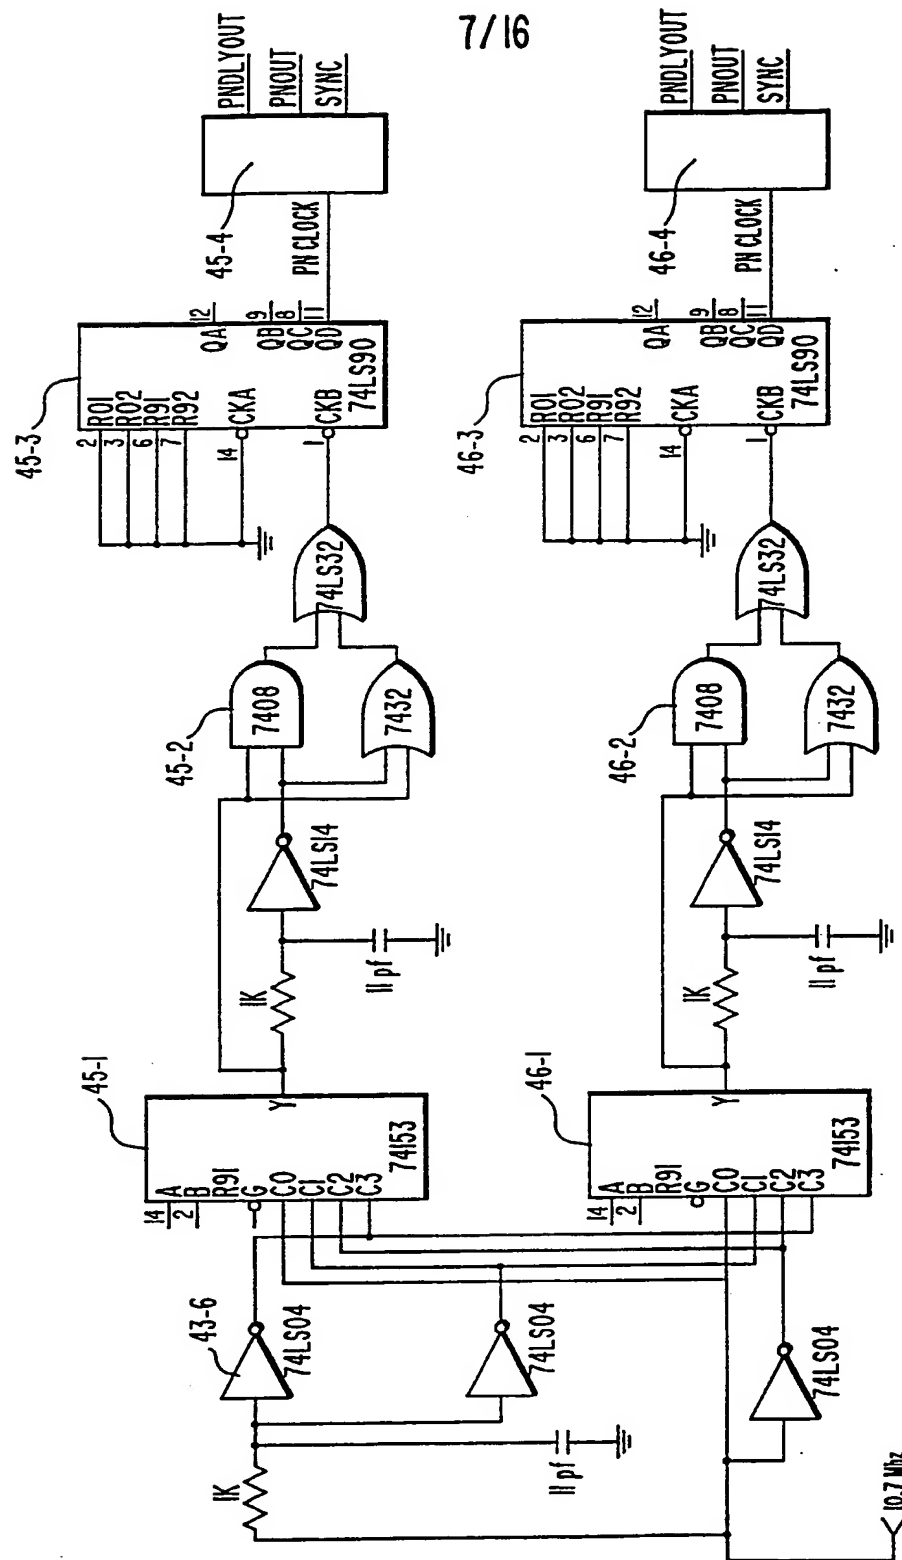 7/16
45-4
PNDLYOUT
PNOUT
SYNC
PN CLOCK
45-3
2 R01
3 R02
6 R91
7 R92
14 CKA
1 CKB
QA 12
QB 9
QC 8
QD 11
74LS90
74LS32
45-2
7408
7432
74LS14
1K
11 pf
45-1
14 A
2 B
R91
G
C0
C1
C2
C3
Y
74153
43-6
74LS04
74LS04
1K
11 pf
46-4
PNDLYOUT
PNOUT
SYNC
PN CLOCK
46-3
2 R01
3 R02
6 R91
7 R92
14 CKA
1 CKB
QA 12
QB 9
QC 8
QD 11
74LS90
74LS32
46-2
7408
7432
74LS14
1K
11 pf
46-1
14 A
2 B
R91
G
C0
C1
C2
C3
Y
74153
74LS04
10.7 Mhz